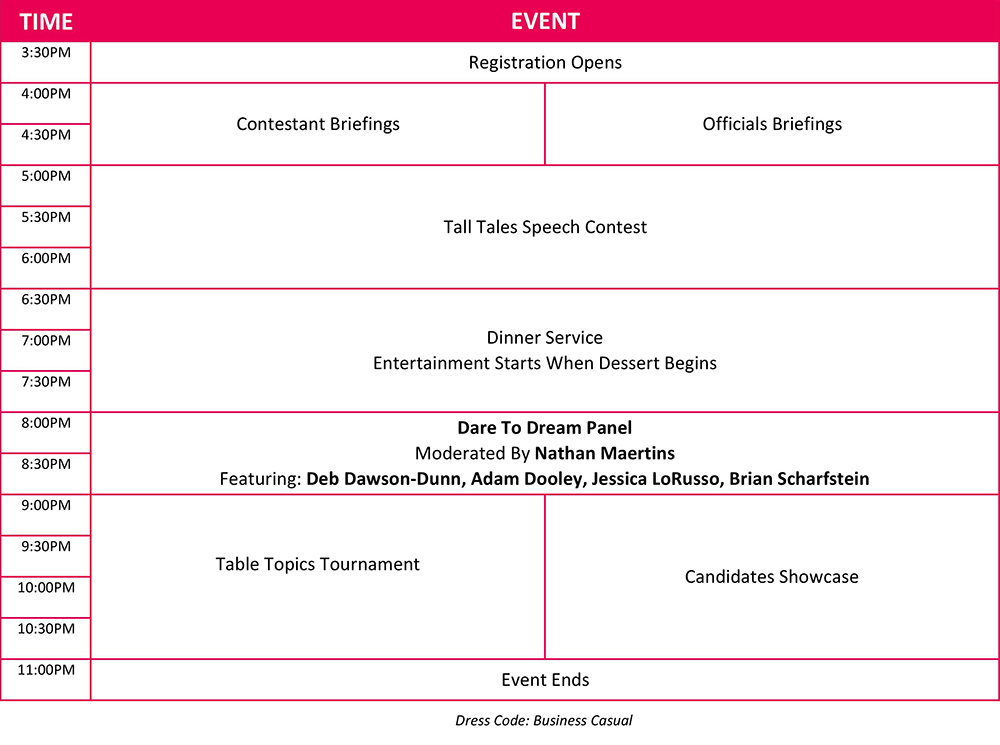 TIME EVENT
3:30PM
Registration Opens
4:00PM
Contestant Briefings Officials Briefings
4:30PM
5:00PM
5:30PM
Tall Tales Speech Contest
6:00PM
6:30PM
Dinner Service
7:00PM
Entertainment Starts When Dessert Begins
7:30PM
8:00PM
Dare To Dream Panel
Moderated By Nathan Maertins
8:30PM
Featuring: Deb Dawson-Dunn, Adam Dooley, Jessica LoRusso, Brian Scharfstein
9:00PM
9:30PM
Table Topics Tournament Candidates Showcase
10:00PM
10:30PM
11:00PM
Event Ends
Dress Code: Business Casual